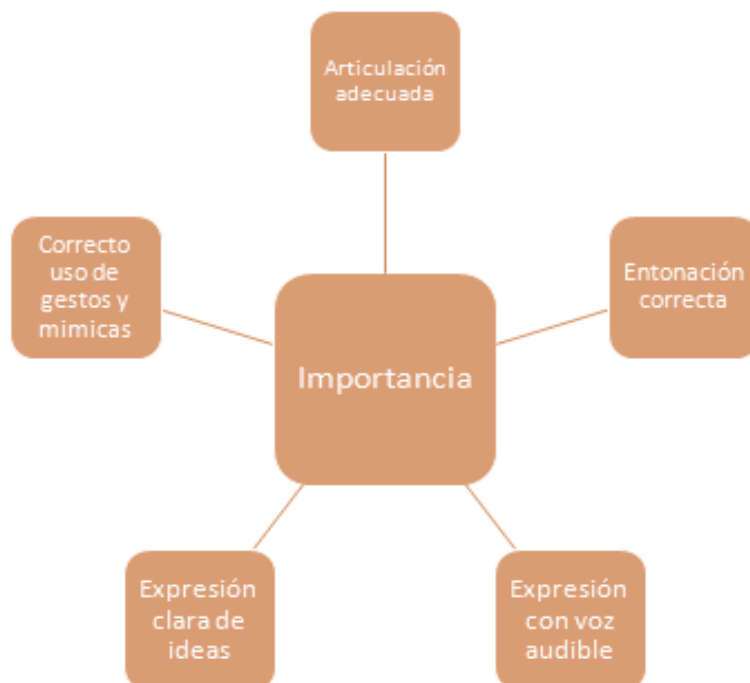 Articulación
adecuada
Correcto
uso de
gestos y
mimicas
Entonación
correcta
Importancia
Expresión
clara de
ideas
Expresión
con voz
audible